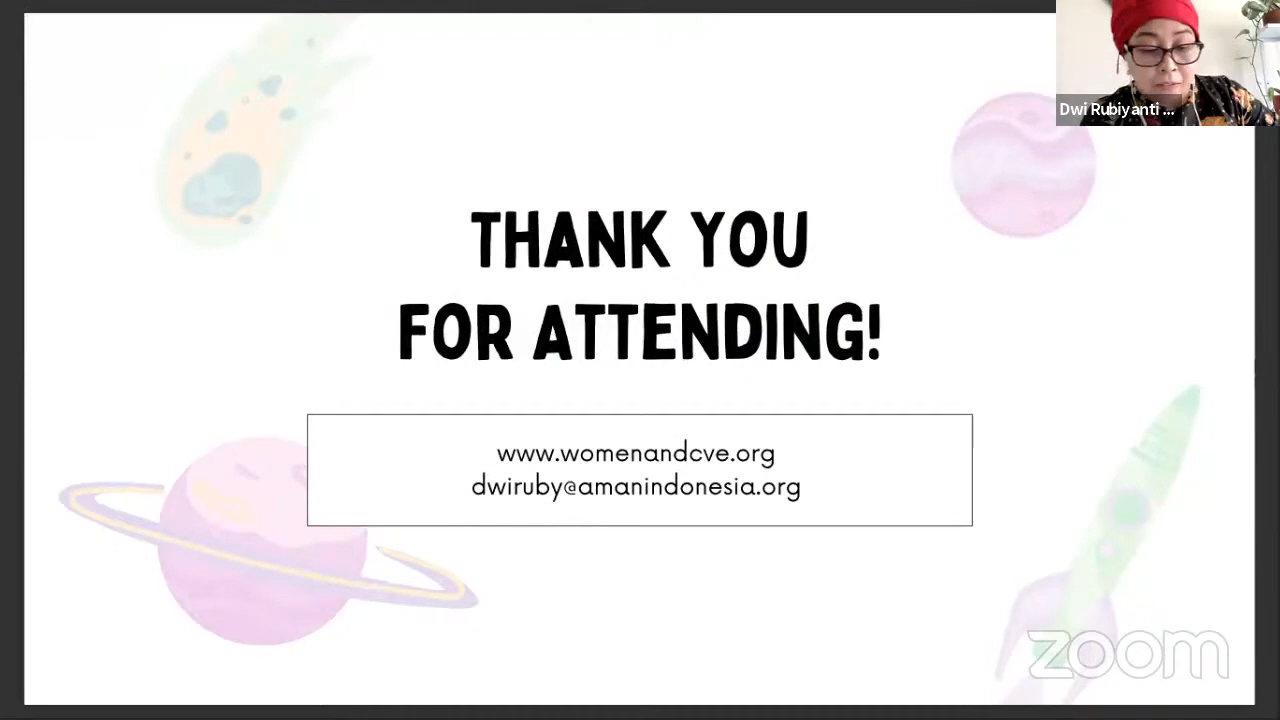 Dwi Rubiyanti ...
THANK YOU
FOR ATTENDING!
www.womenandcve.org
dwiruby@amanindonesia.org
zoom